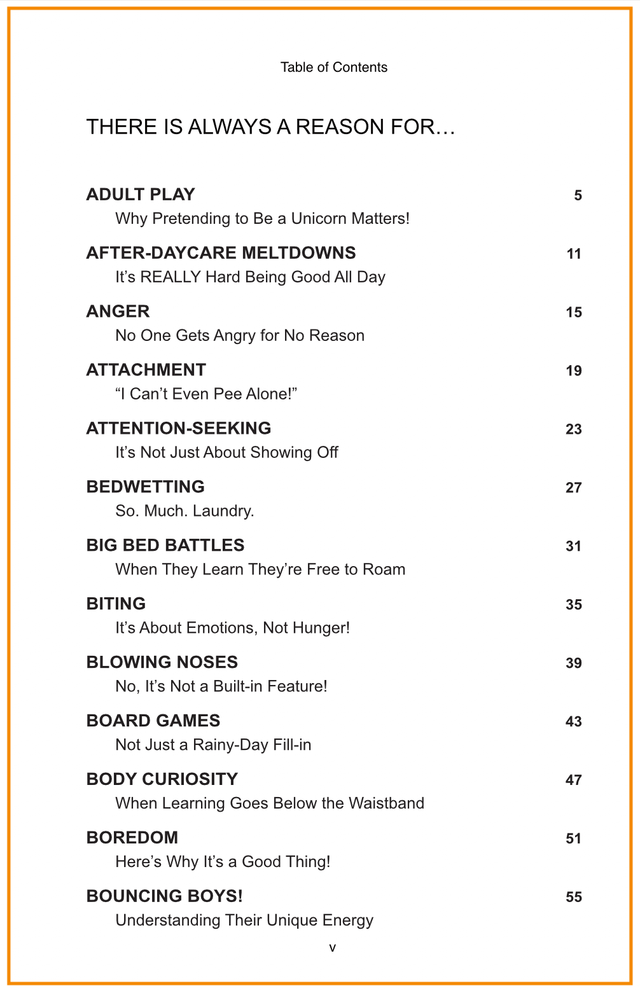 Table of Contents
THERE IS ALWAYS A REASON FOR…
ADULT PLAY 5
Why Pretending to Be a Unicorn Matters!
AFTER-DAYCARE MELTDOWNS 11
It’s REALLY Hard Being Good All Day
ANGER 15
No One Gets Angry for No Reason
ATTACHMENT 19
“I Can’t Even Pee Alone!”
ATTENTION-SEEKING 23
It’s Not Just About Showing Off
BEDWETTING 27
So. Much. Laundry.
BIG BED BATTLES 31
When They Learn They’re Free to Roam
BITING 35
It’s About Emotions, Not Hunger!
BLOWING NOSES 39
No, It’s Not a Built-in Feature!
BOARD GAMES 43
Not Just a Rainy-Day Fill-in
BODY CURIOSITY 47
When Learning Goes Below the Waistband
BOREDOM 51
Here’s Why It’s a Good Thing!
BOUNCING BOYS! 55
Understanding Their Unique Energy
v